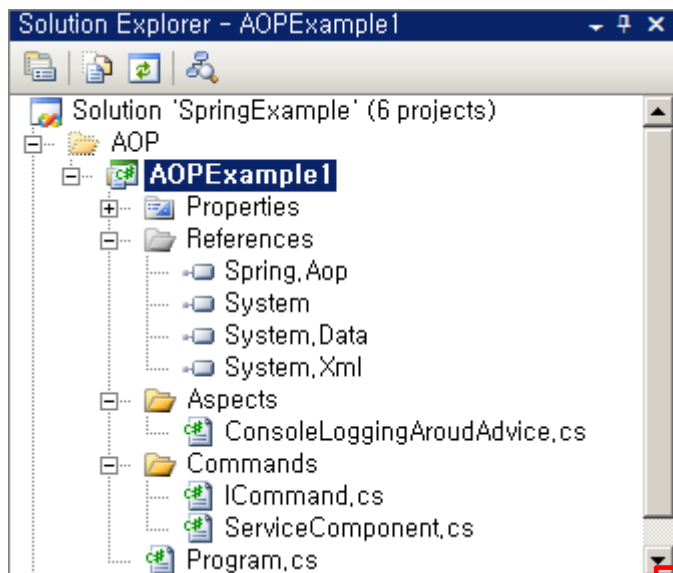 Solution Explorer - AOPExample1
Solution 'SpringExample' (6 projects)
AOP
AOPExample1
Properties
References
Spring.Aop
System
System.Data
System.Xml
Aspects
ConsoleLoggingAroudAdvice.cs
Commands
ICommand.cs
ServiceComponent.cs
Program.cs